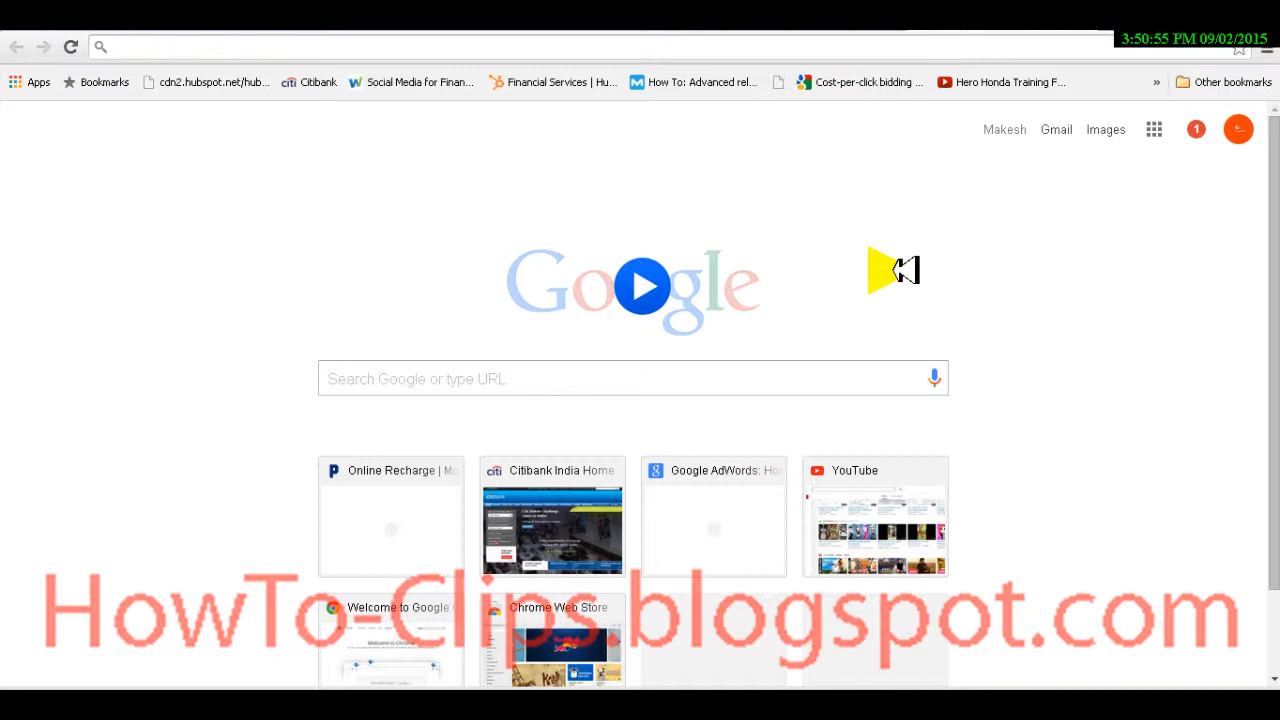 3:50:55 PM 09/02/2015
Apps Bookmarks cdn2.hubspot.net/hub... Citibank Social Media for Finan... Financial Services | Hu... How To: Advanced rel... Cost-per-click bidding ... Hero Honda Training F... » Other bookmarks
Makesh Gmail Images 1
Google
Search Google or type URL
Online Recharge | Mo Citibank India Home Google AdWords: Ho YouTube
Welcome to Google Chrome Web Store
HowTo-Clips blogspot.com